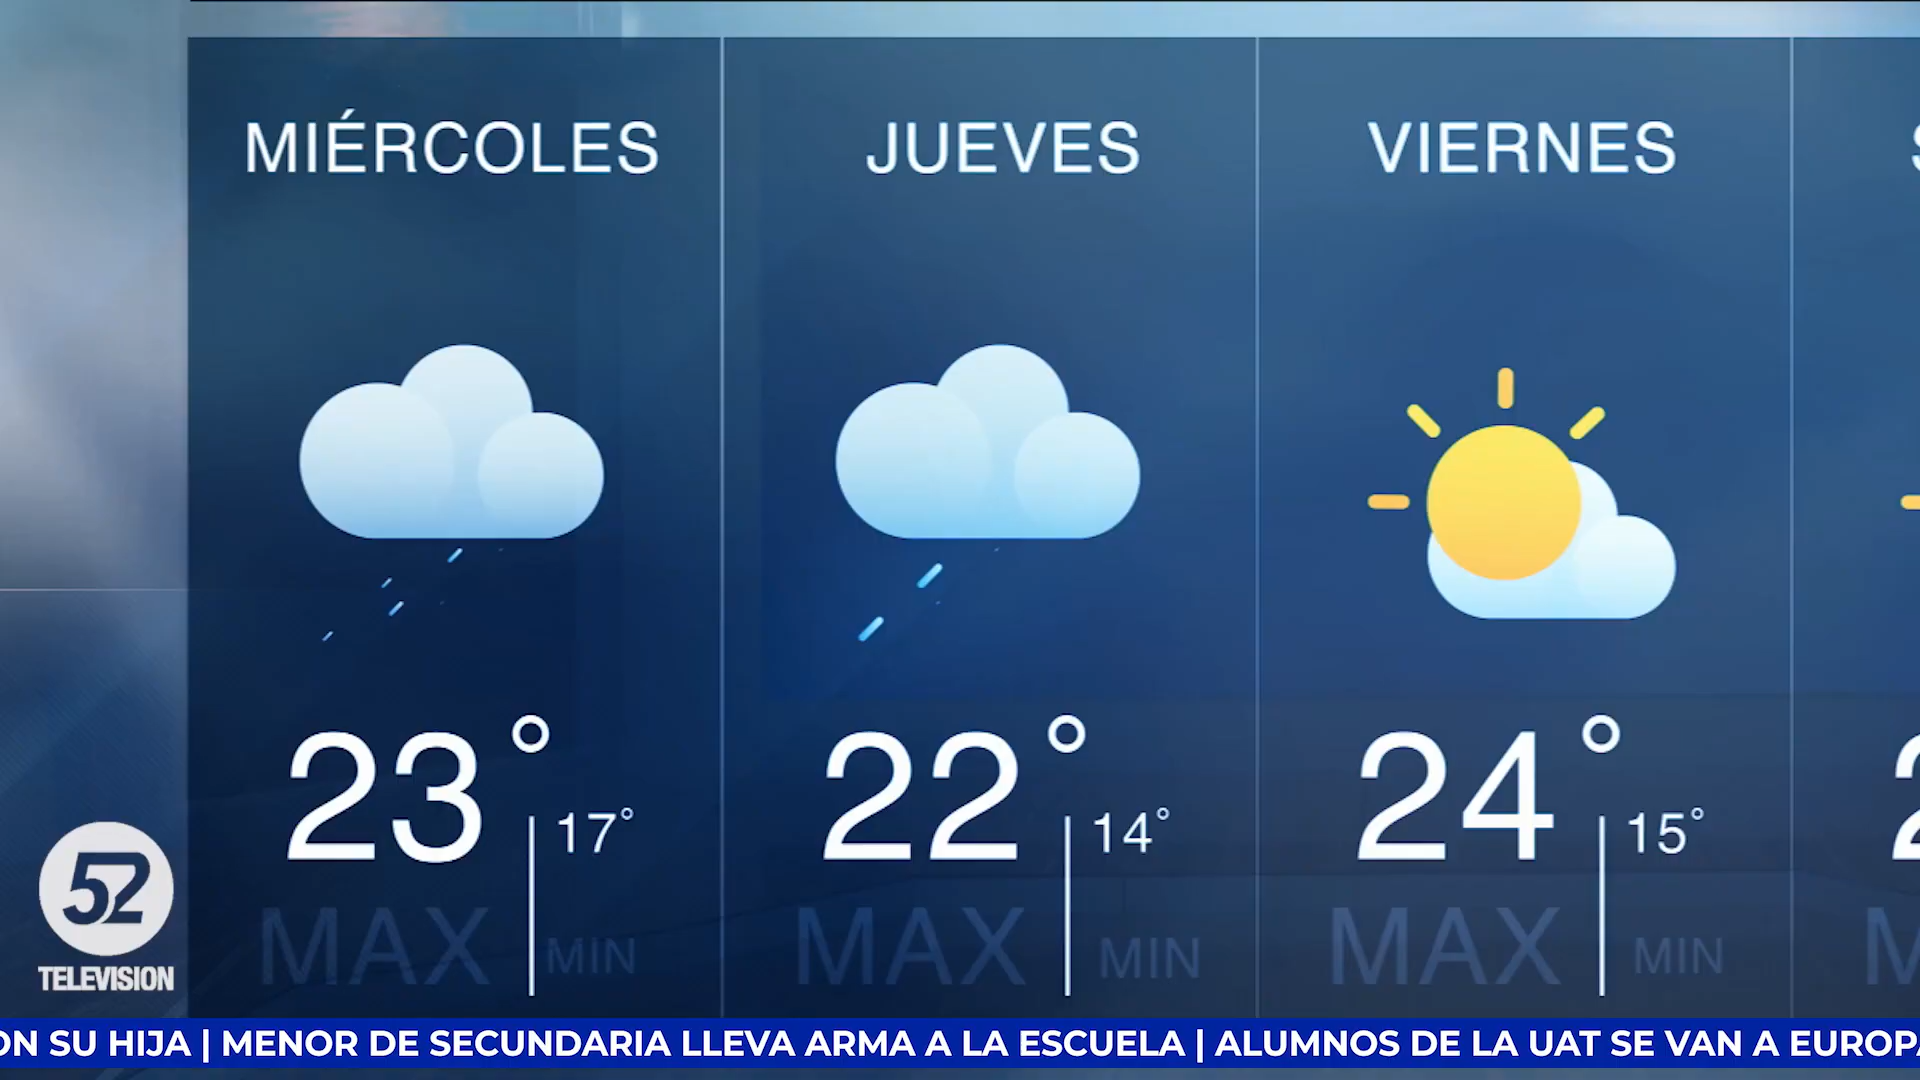 MIÉRCOLES
JUEVES
VIERNES
23°
17°
MAX
MIN
22°
14°
MAX
MIN
24°
15°
MAX
MIN
52
TELEVISION
ON SU HIJA | MENOR DE SECUNDARIA LLEVA ARMA A LA ESCUELA | ALUMNOS DE LA UAT SE VAN A EUROPA